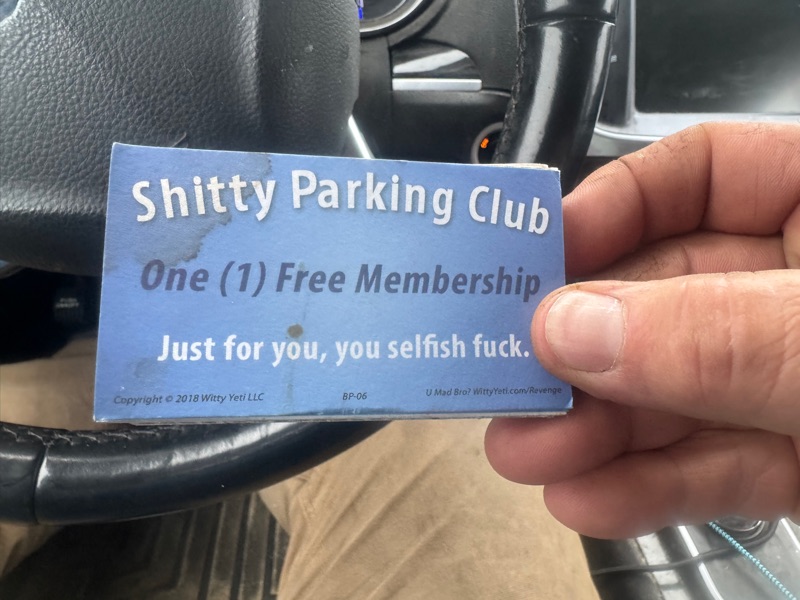 Shitty Parking Club
One (1) Free Membership
Just for you, you selfish fuck.
Copyright © 2018 Witty Yeti LLC
BP-06
U Mad Bro? WittyYeti.com/Revenge